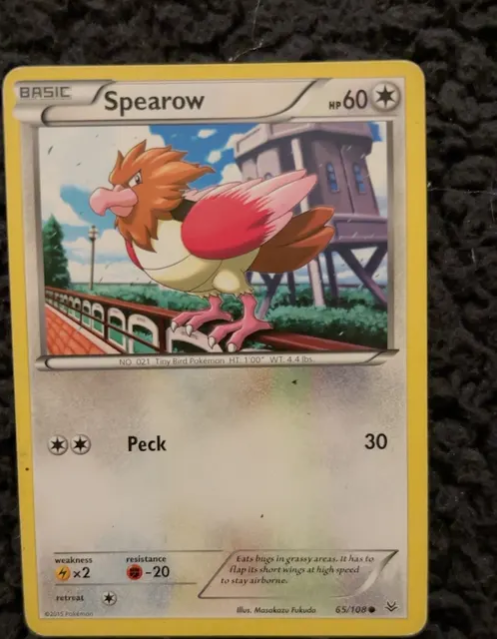 BASIC Spearow HP 60
NO. 021 Tiny Bird Pokémon HT: 1'00" WT: 4.4 lbs.
Peck 30
weakness resistance
×2 -20
retreat
Eats bugs in grassy areas. It has to
flap its short wings at high speed
to stay airborne.
©2015 Pokémon Illus. Masakazu Fukuda 65/108